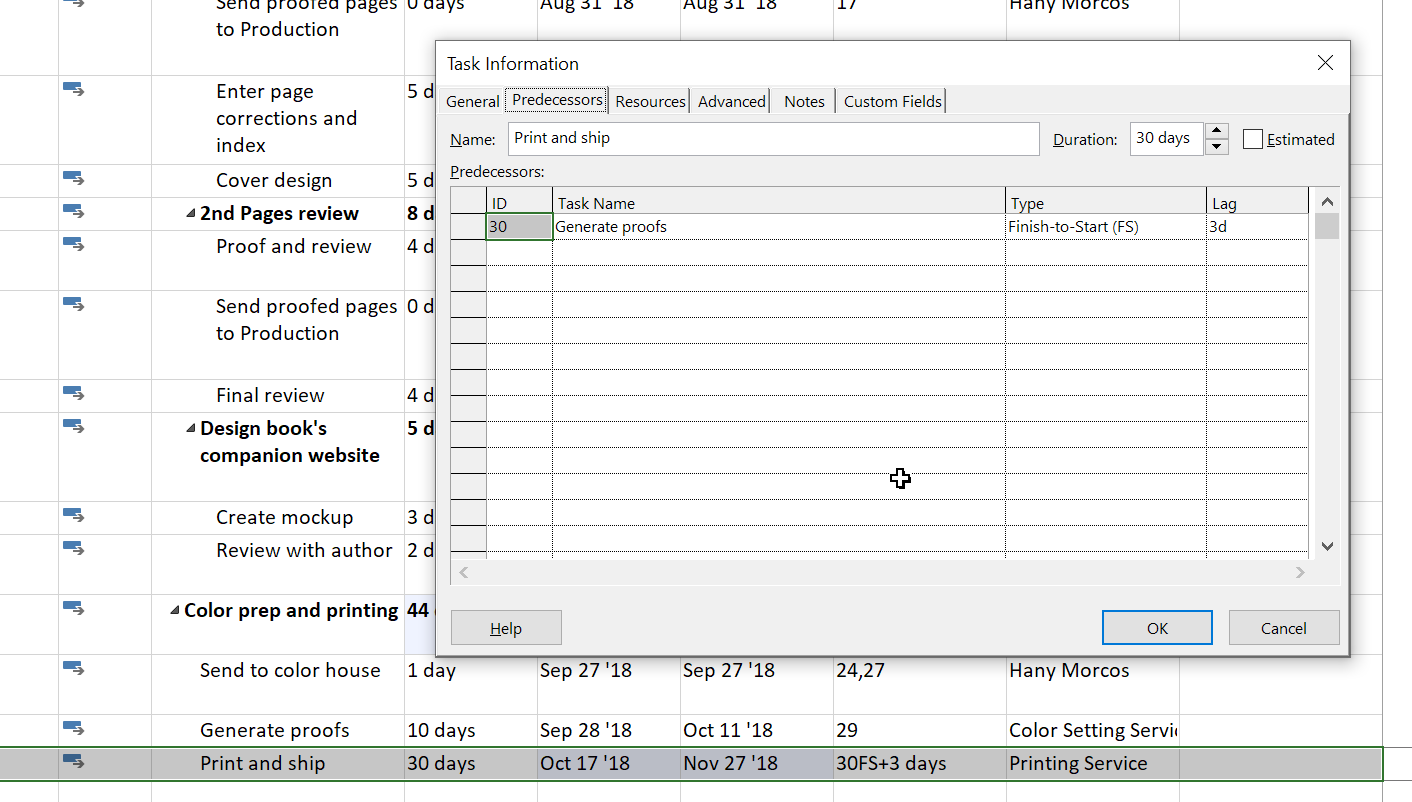 Send proofed pages 0 days Aug 31 '18 Aug 31 '18 17 Hany Morcos
to Production
Task Information
General Predecessors Resources Advanced Notes Custom Fields
Name: Print and ship Duration: 30 days Estimated
Predecessors:
ID Task Name Type Lag
30 Generate proofs Finish-to-Start (FS) 3d
Help OK Cancel
Enter page 5 d
corrections and
index
Cover design 5 d
2nd Pages review 8 d
Proof and review 4 d
Send proofed pages 0 d
to Production
Final review 4 d
Design book's 5 d
companion website
Create mockup 3 d
Review with author 2 d
Color prep and printing 44
Send to color house 1 day Sep 27 '18 Sep 27 '18 24,27 Hany Morcos
Generate proofs 10 days Sep 28 '18 Oct 11 '18 29 Color Setting Servi
Print and ship 30 days Oct 17 '18 Nov 27 '18 30FS+3 days Printing Service